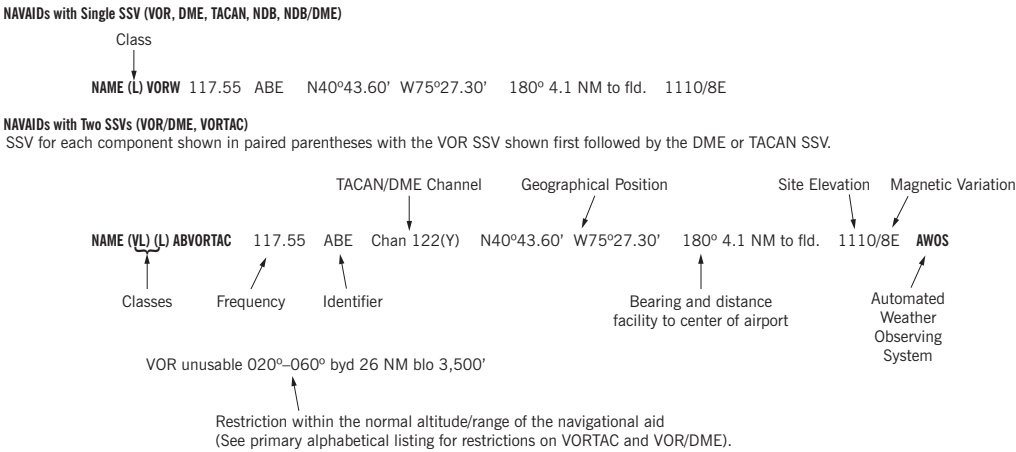 NAVAIDs with Single SSV (VOR, DME, TACAN, NDB, NDB/DME)
Class
NAME (L) VORW 117.55 ABE N40º43.60’ W75º27.30’ 180º 4.1 NM to fld. 1110/8E
NAVAIDs with Two SSVs (VOR/DME, VORTAC)
SSV for each component shown in paired parentheses with the VOR SSV shown first followed by the DME or TACAN SSV.
TACAN/DME Channel Geographical Position Site Elevation Magnetic Variation
NAME (VL) (L) ABVORTAC 117.55 ABE Chan 122(Y) N40º43.60’ W75º27.30’ 180º 4.1 NM to fld. 1110/8E AWOS
Classes Frequency Identifier
Bearing and distance
facility to center of airport
Automated
Weather
Observing
System
VOR unusable 020º–060º byd 26 NM blo 3,500’
Restriction within the normal altitude/range of the navigational aid
(See primary alphabetical listing for restrictions on VORTAC and VOR/DME).